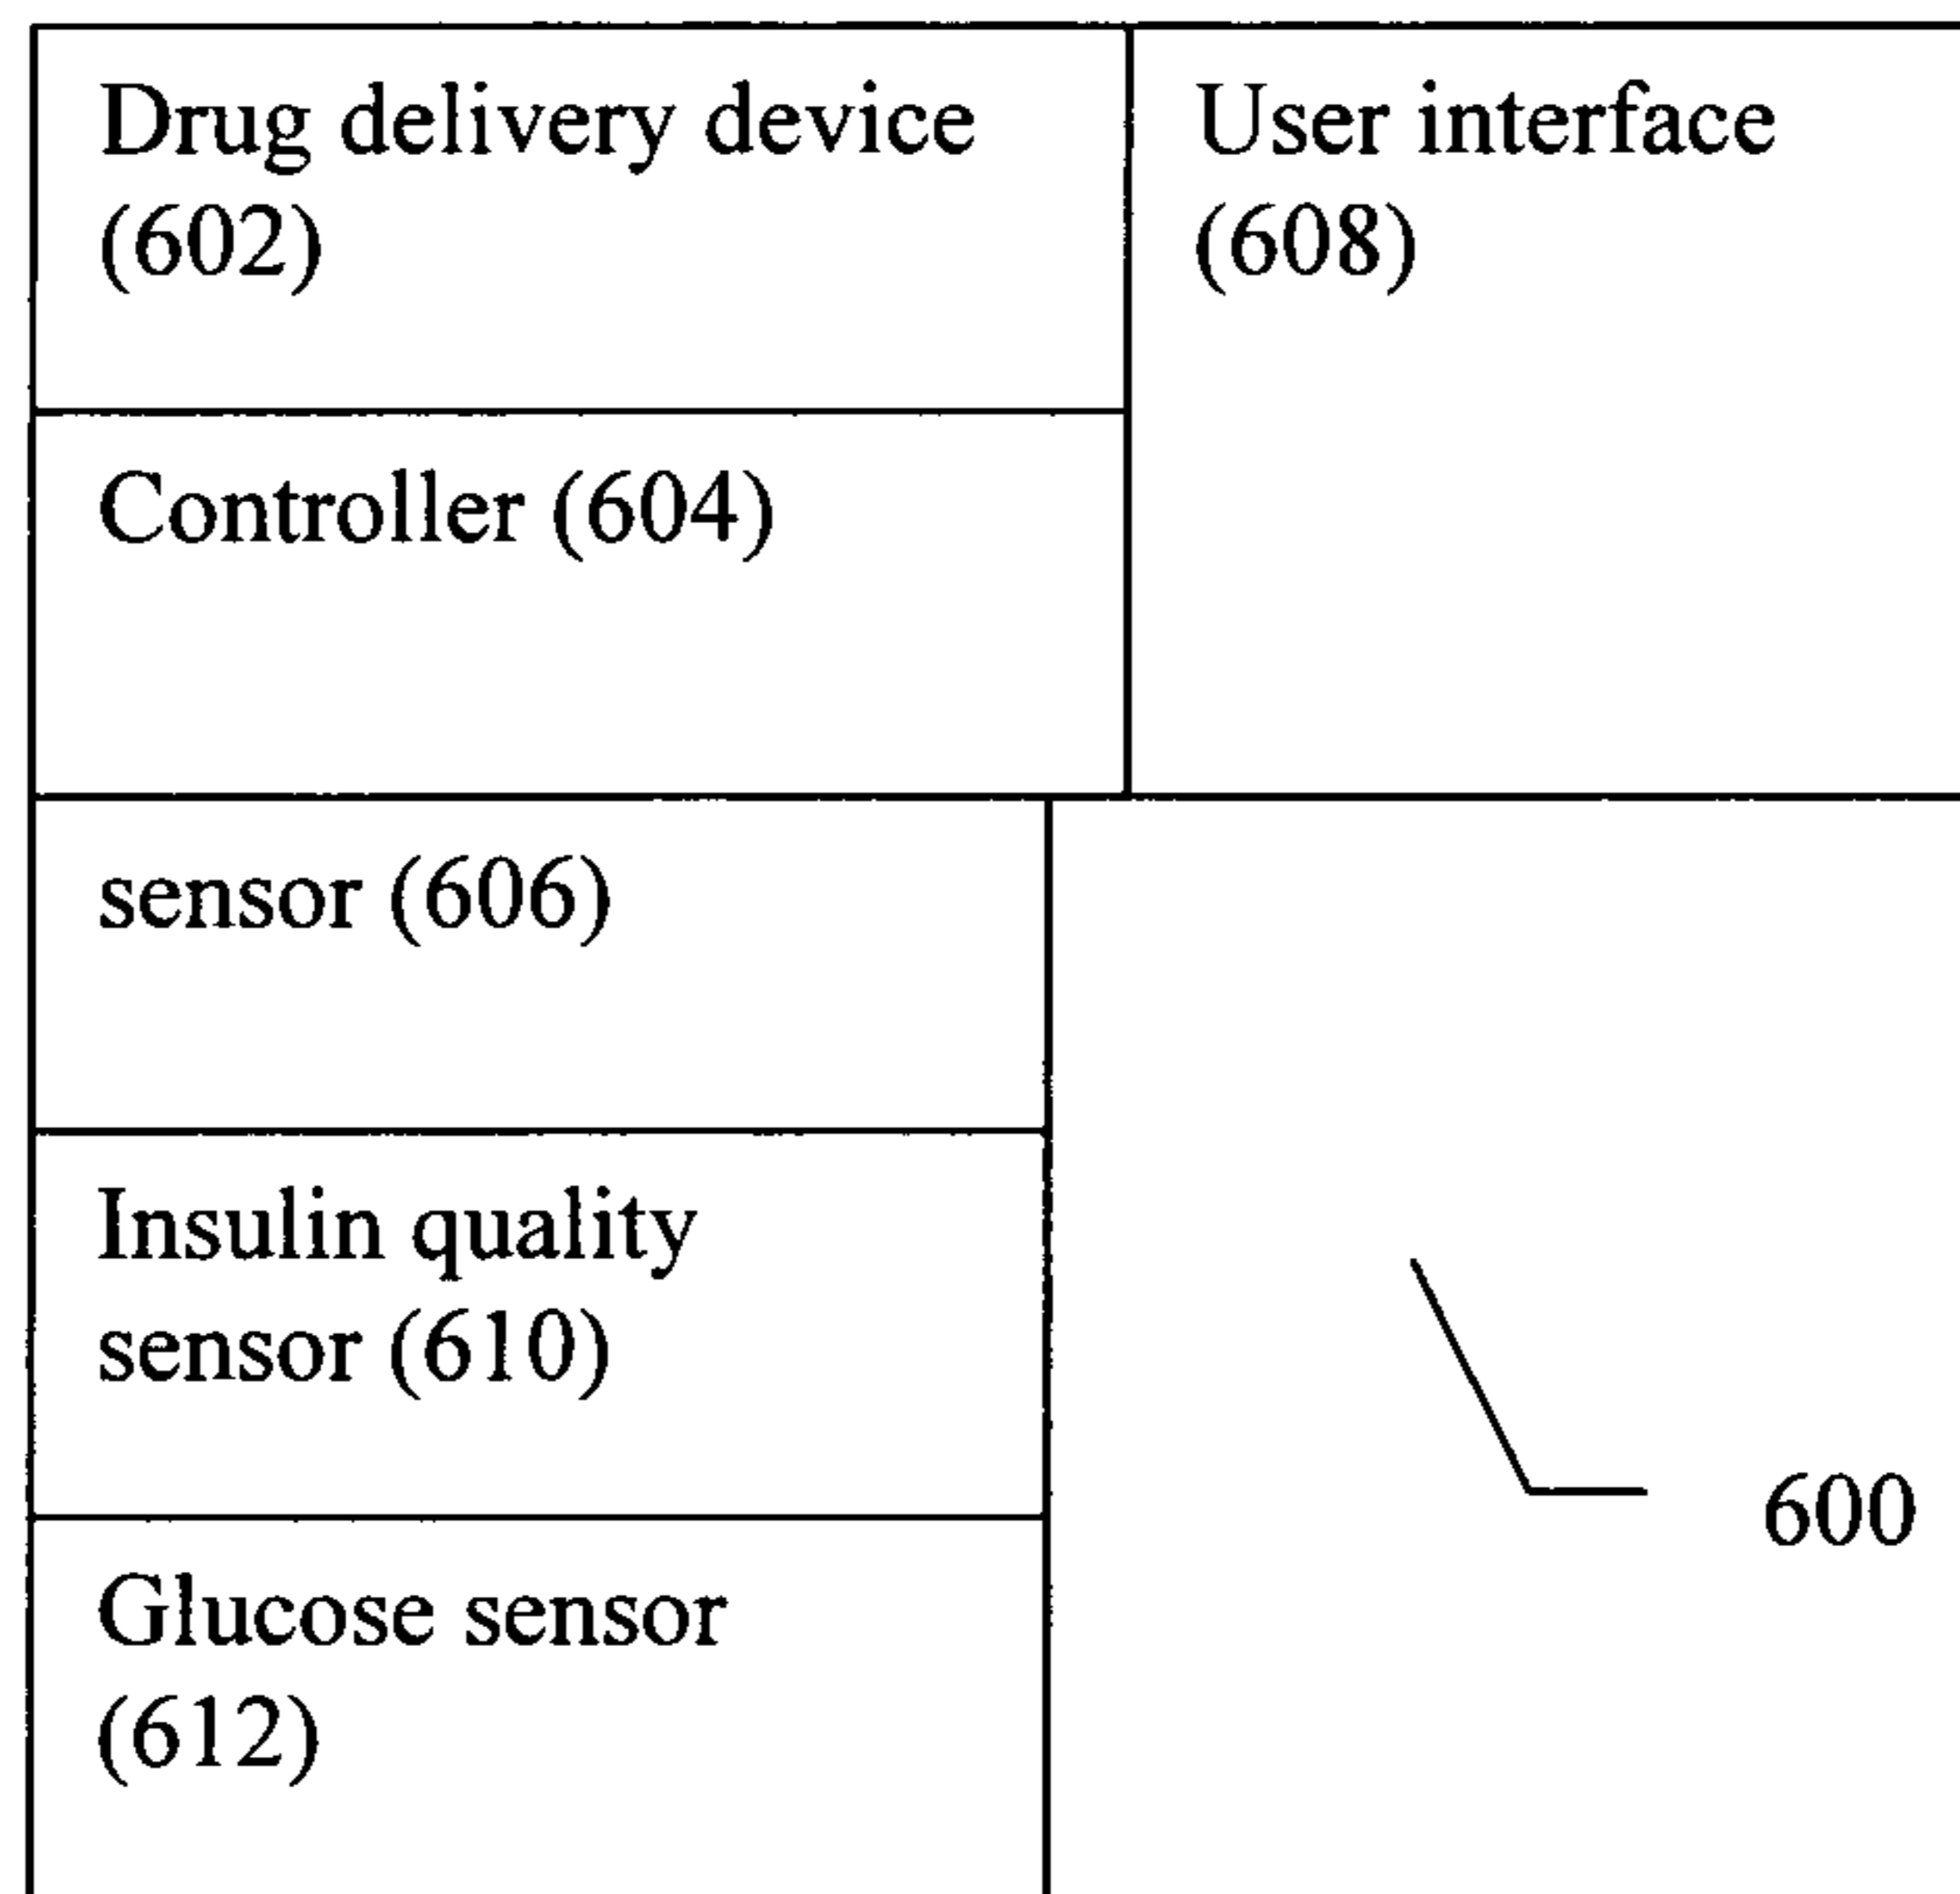 Drug delivery device
(602)
User interface
(608)
Controller (604)
sensor (606)
Insulin quality
sensor (610)
600
Glucose sensor
(612)